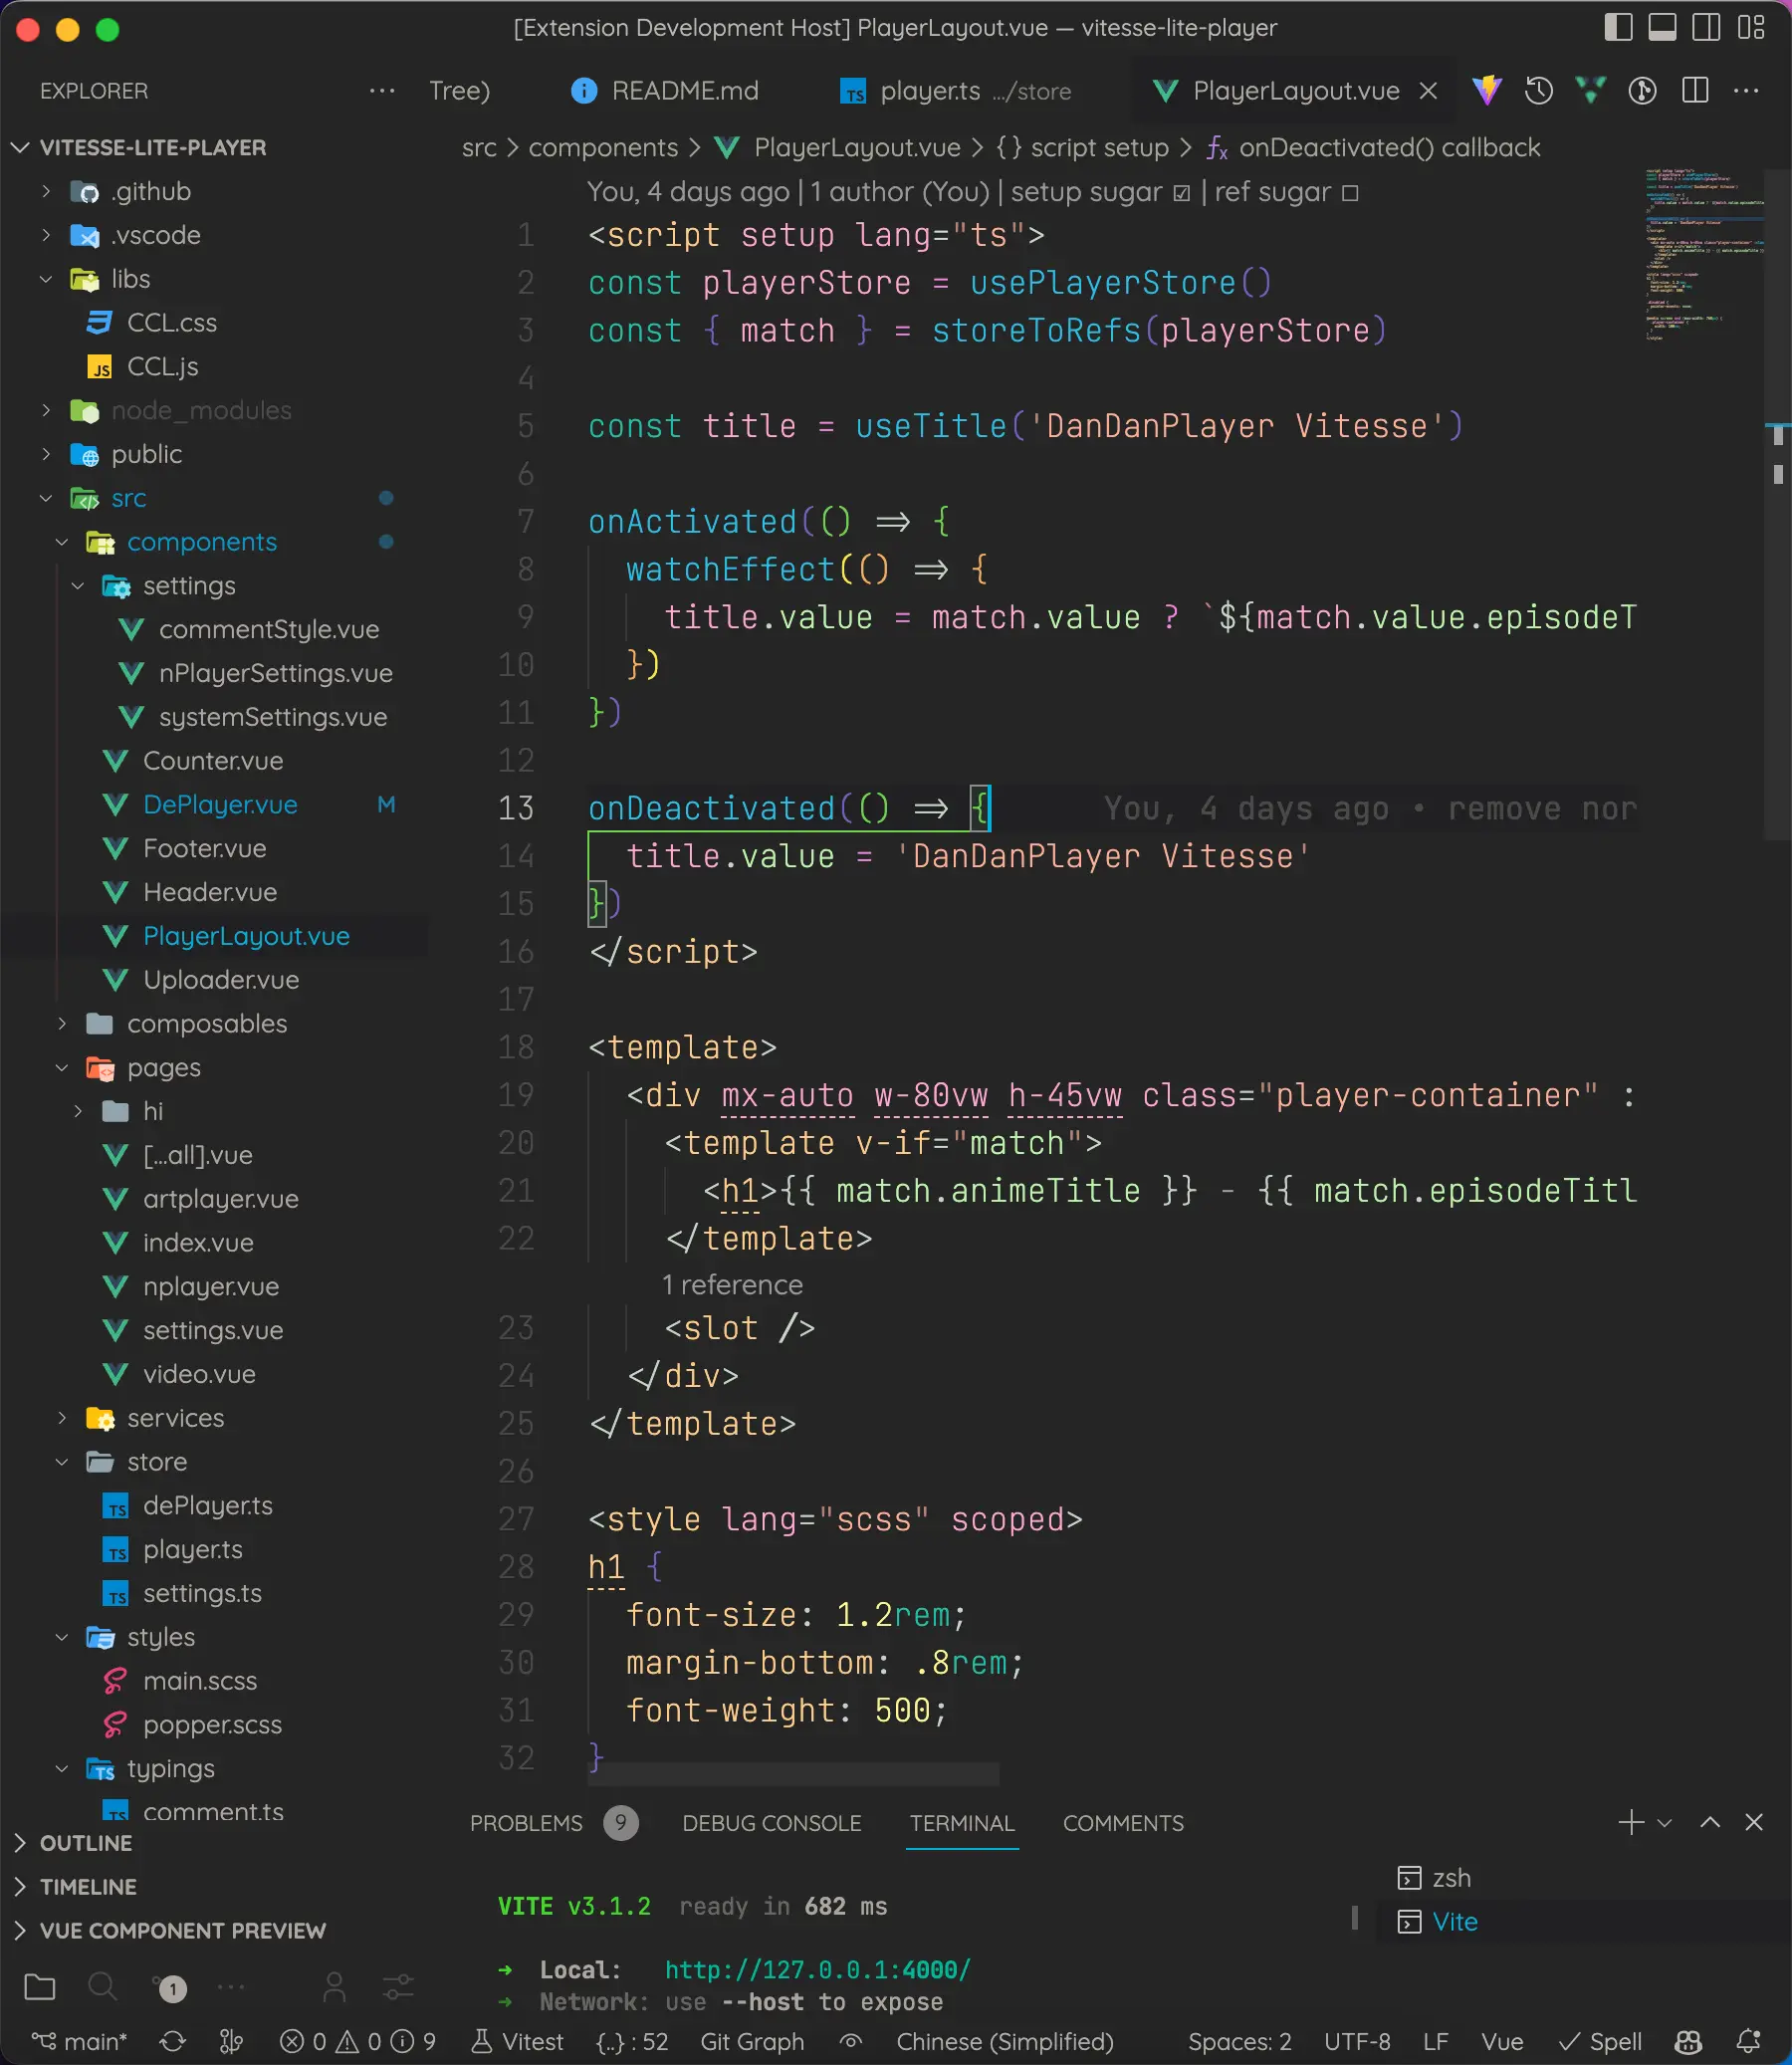 [Extension Development Host] PlayerLayout.vue — vitesse-lite-player
EXPLORER
Tree)
README.md
TS player.ts .../store
PlayerLayout.vue
VITESSE-LITE-PLAYER
.github
.vscode
libs
CCL.css
JS CCL.js
node_modules
public
src
components
settings
commentStyle.vue
nPlayerSettings.vue
systemSettings.vue
Counter.vue
DePlayer.vue M
Footer.vue
Header.vue
PlayerLayout.vue
Uploader.vue
composables
pages
hi
[...all].vue
artplayer.vue
index.vue
nplayer.vue
settings.vue
video.vue
services
store
TS dePlayer.ts
TS player.ts
TS settings.ts
styles
main.scss
popper.scss
TS typings
TS comment.ts
OUTLINE
TIMELINE
VUE COMPONENT PREVIEW
1
src > components > PlayerLayout.vue > {} script setup > fx onDeactivated() callback
You, 4 days ago | 1 author (You) | setup sugar ☑ | ref sugar ☐
1 <script setup lang="ts">
2 const playerStore = usePlayerStore()
3 const { match } = storeToRefs(playerStore)
4
5 const title = useTitle('DanDanPlayer Vitesse')
6
7 onActivated(() => {
8 watchEffect(() => {
9 title.value = match.value ? `${match.value.episodeT
10 })
11 })
12
13 onDeactivated(() => { You, 4 days ago • remove nor
14 title.value = 'DanDanPlayer Vitesse'
15 })
16 </script>
17
18 <template>
19 <div mx-auto w-80vw h-45vw class="player-container" :
20 <template v-if="match">
21 <h1>{{ match.animeTitle }} - {{ match.episodeTitl
22 </template>
1 reference
23 <slot />
24 </div>
25 </template>
26
27 <style lang="scss" scoped>
28 h1 {
29 font-size: 1.2rem;
30 margin-bottom: .8rem;
31 font-weight: 500;
32 }
PROBLEMS 9 DEBUG CONSOLE TERMINAL COMMENTS
VITE v3.1.2 ready in 682 ms
➜ Local: http://127.0.0.1:4000/
➜ Network: use --host to expose
zsh
Vite
main* 0 0 9 Vitest {..} : 52 Git Graph Chinese (Simplified) Spaces: 2 UTF-8 LF Vue ✓ Spell